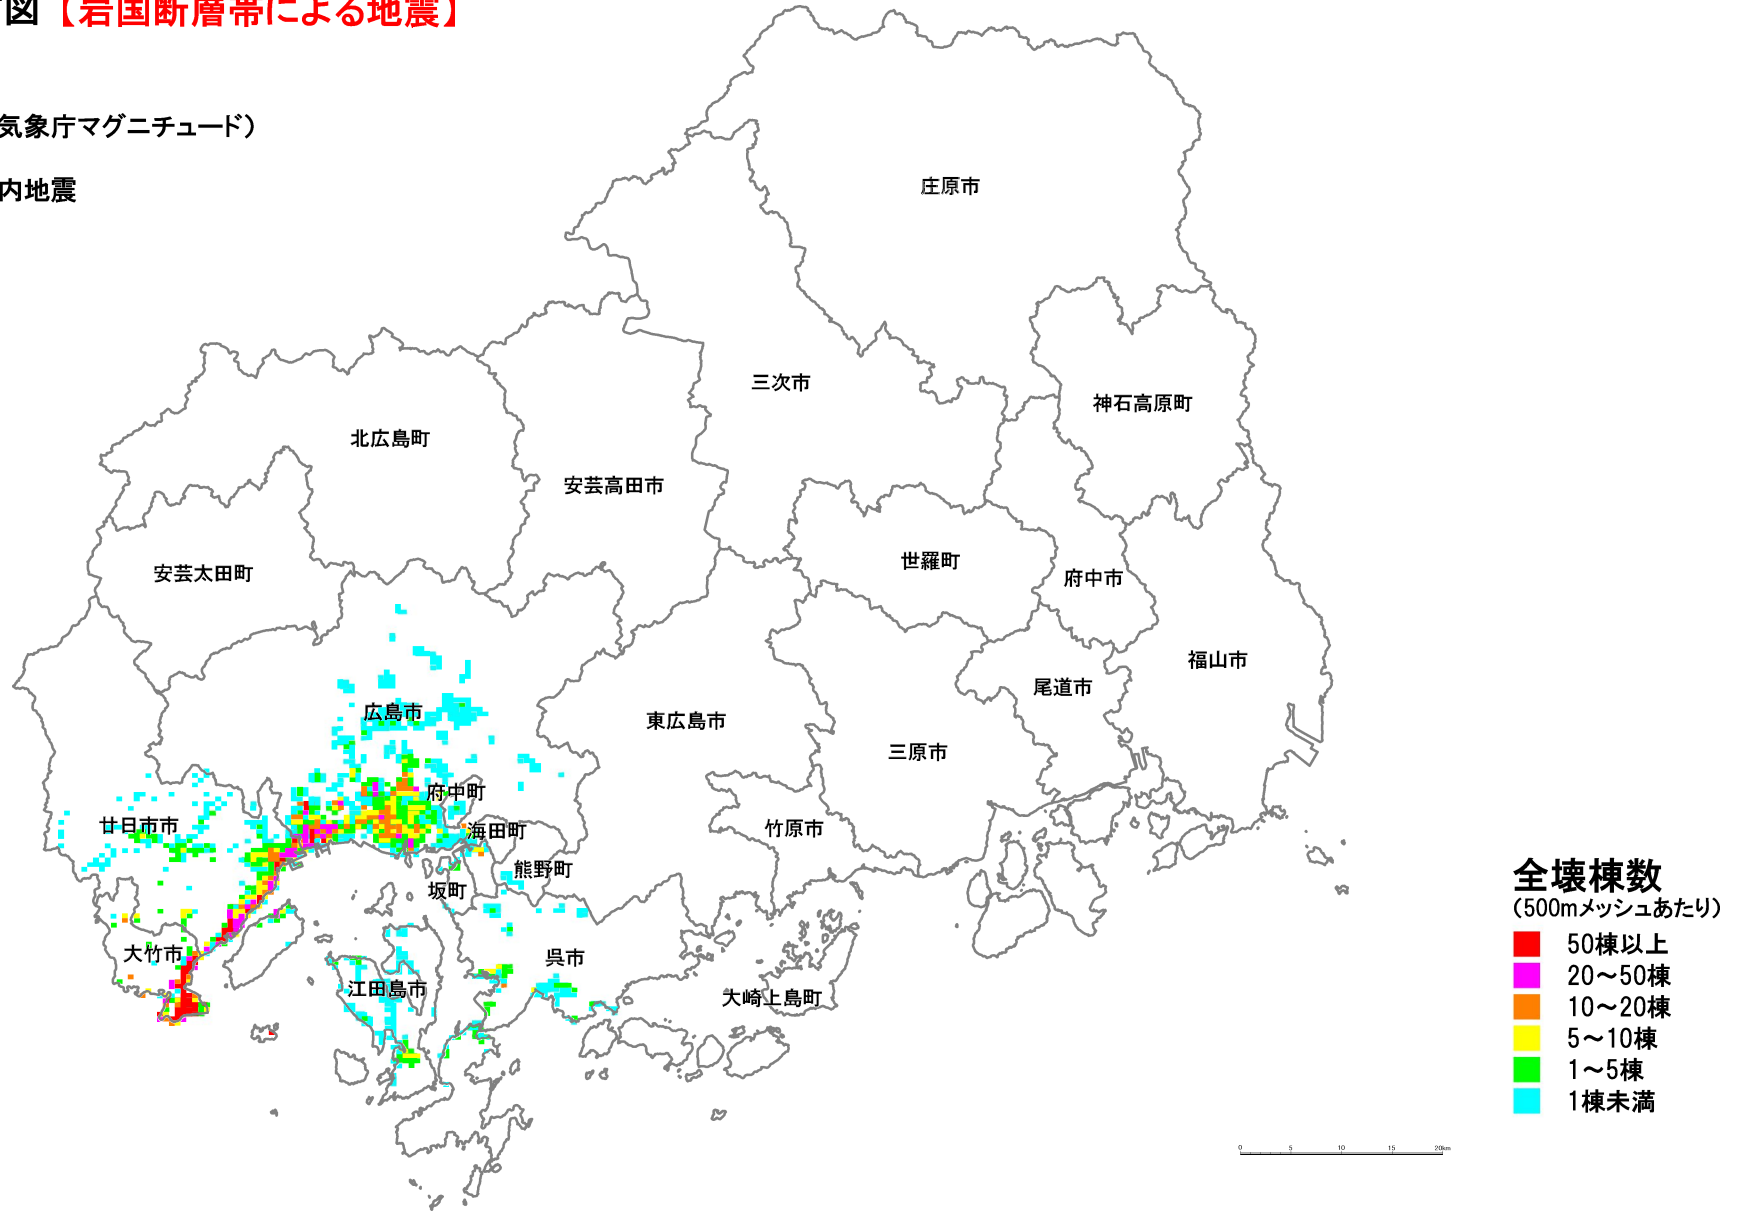 図【岩国断層帯による地震】
気象庁マグニチュード）
内地震
庄原市
三次市
神石高原町
北広島町
安芸高田市
世羅町
安芸太田町
府中市
福山市
尾道市
広島市
東広島市
三原市
府中町
廿日市市
海田町
竹原市
熊野町
坂町
大竹市
呉市
江田島市
大崎上島町
全壊棟数
（500mメッシュあたり）
50棟以上
20～50棟
10～20棟
5～10棟
1～5棟
1棟未満
0 5 10 15 20km